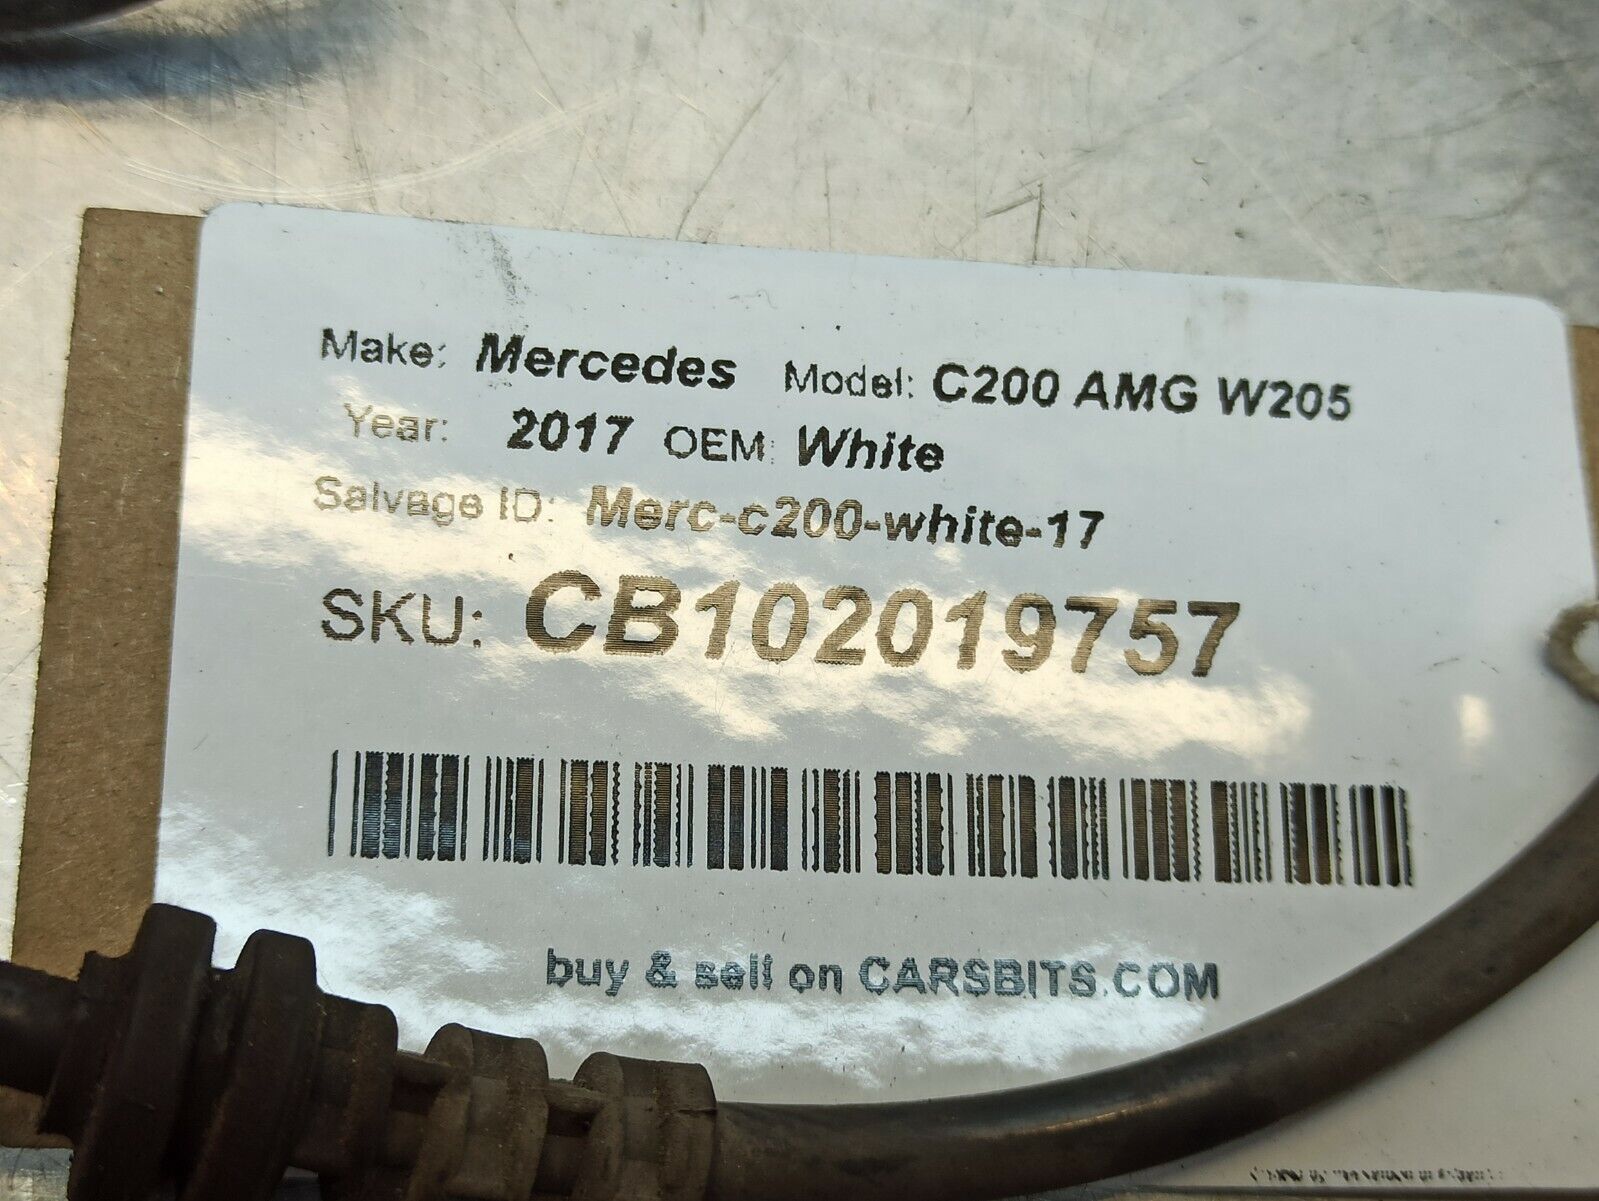 Make: Mercedes Model: C200 AMG W205
Year: 2017 OEM: White
Salvage ID: Merc-c200-white-17
SKU: CB102019757
buy & sell on CARSBITS.COM